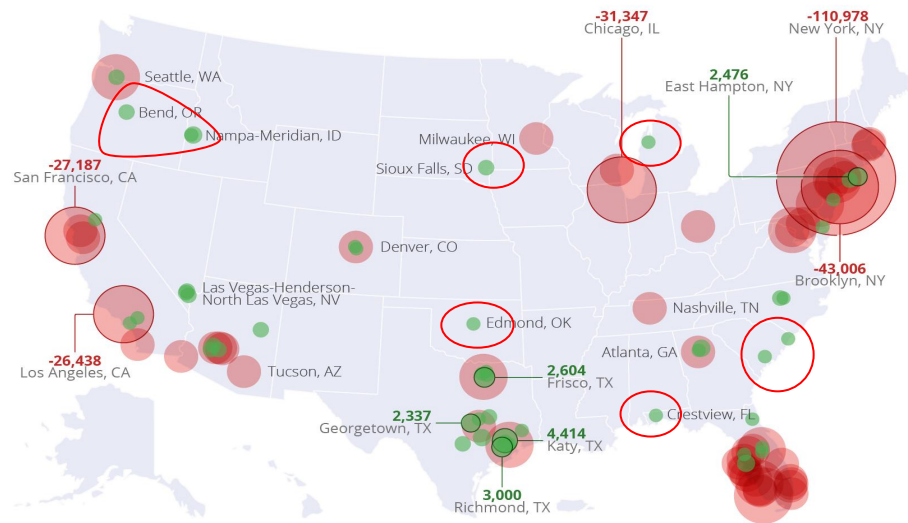 -31,347
Chicago, IL
-110,978
New York, NY
2,476
East Hampton, NY
Seattle, WA
Bend, OR
Nampa-Meridian, ID
Milwaukee, WI
Sioux Falls, SD
-27,187
San Francisco, CA
Denver, CO
-43,006
Brooklyn, NY
Las Vegas-Henderson-
North Las Vegas, NV
Nashville, TN
Edmond, OK
-26,438
Los Angeles, CA
Tucson, AZ
Atlanta, GA
2,604
Frisco, TX
2,337
Georgetown, TX
Crestview, FL
4,414
Katy, TX
3,000
Richmond, TX